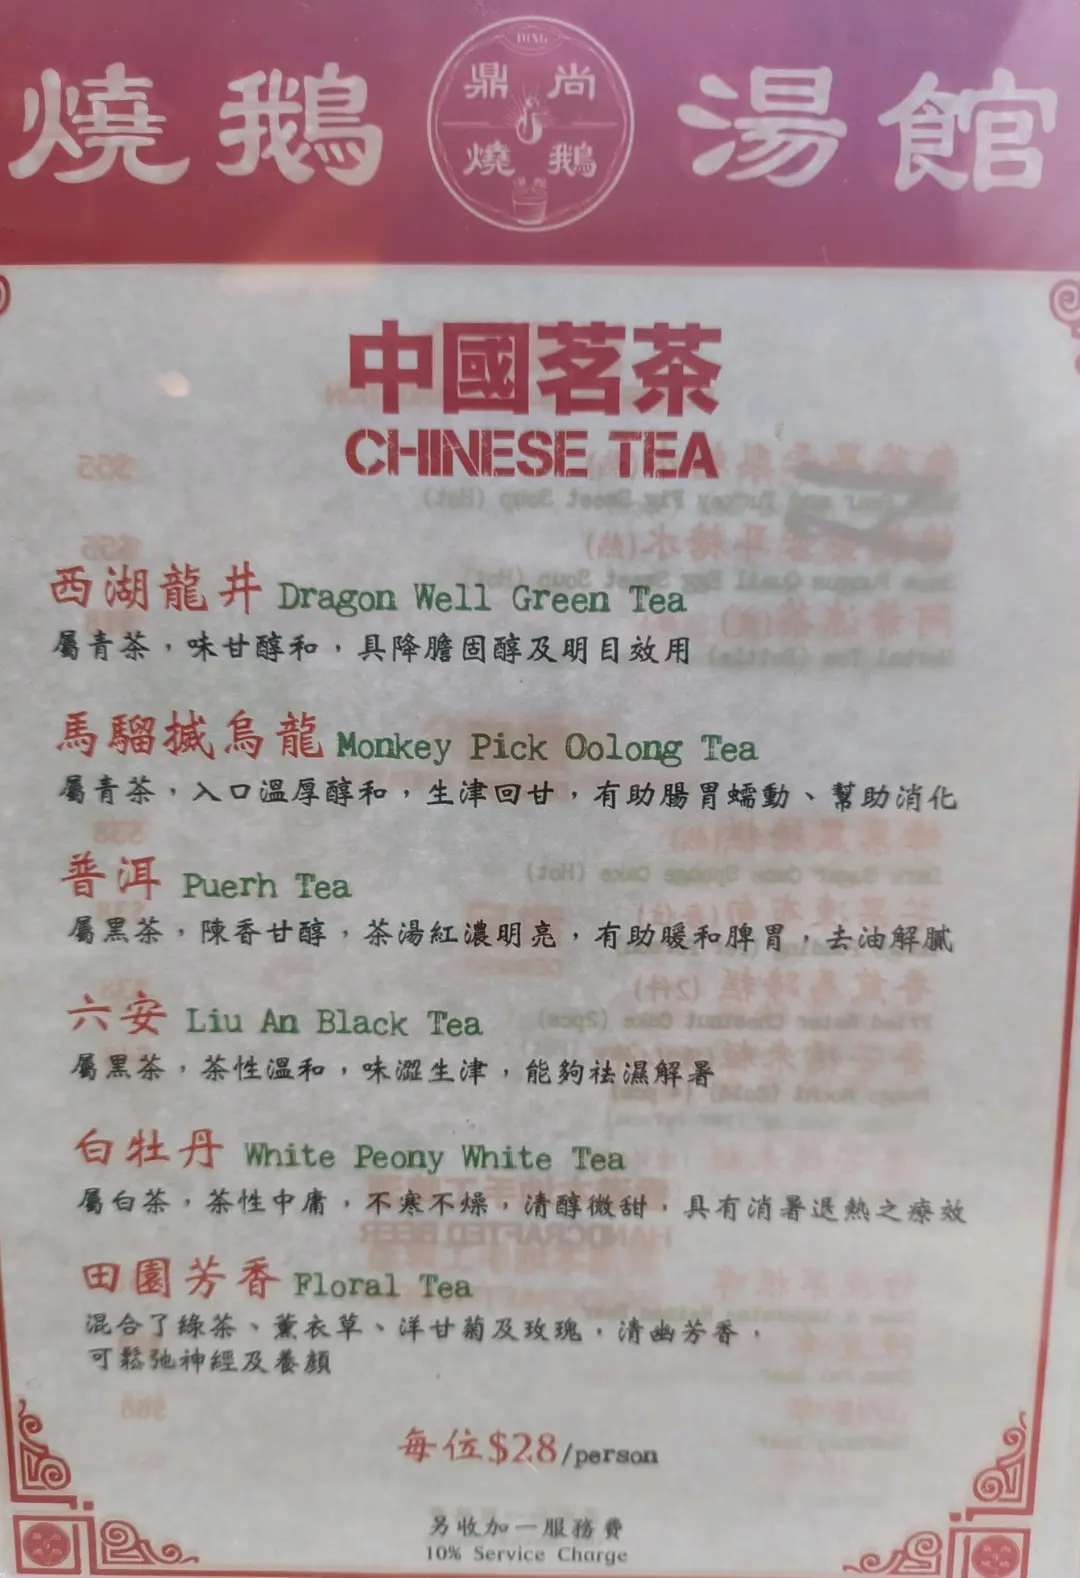 燒鵝 湯館
DING
鼎尚
燒鵝
中國茗茶
CHINESE TEA
西湖龍井 Dragon Well Green Tea
屬青茶，味甘醇和，具降膽固醇及明目效用
馬騮搣烏龍 Monkey Pick Oolong Tea
屬青茶，入口溫厚醇和，生津回甘，有助腸胃蠕動、幫助消化
普洱 Puerh Tea
屬黑茶，陳香甘醇，茶湯紅濃明亮，有助暖和脾胃，去油解膩
六安 Liu An Black Tea
屬黑茶，茶性溫和，味澀生津，能夠祛濕解暑
白牡丹 White Peony White Tea
屬白茶，茶性中庸，不寒不燥，清醇微甜，具有消暑退熱之療效
田園芳香 Floral Tea
混合了綠茶、薰衣草、洋甘菊及玫瑰，清幽芳香，
可鬆弛神經及養顏
每位$28/person
另收加一服務費
10% Service Charge